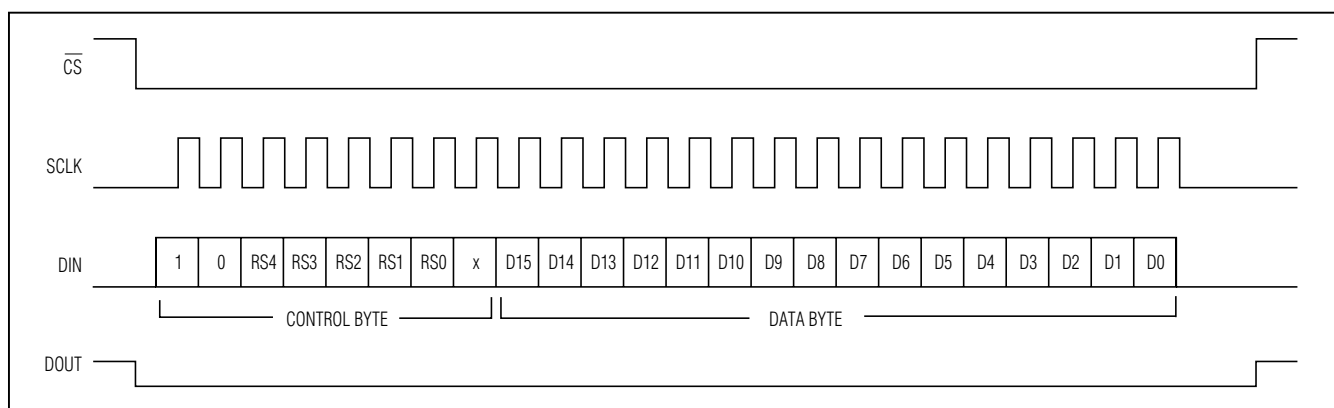 CS
SCLK
DIN
1 0 RS4 RS3 RS2 RS1 RS0 x D15 D14 D13 D12 D11 D10 D9 D8 D7 D6 D5 D4 D3 D2 D1 D0
CONTROL BYTE DATA BYTE
DOUT